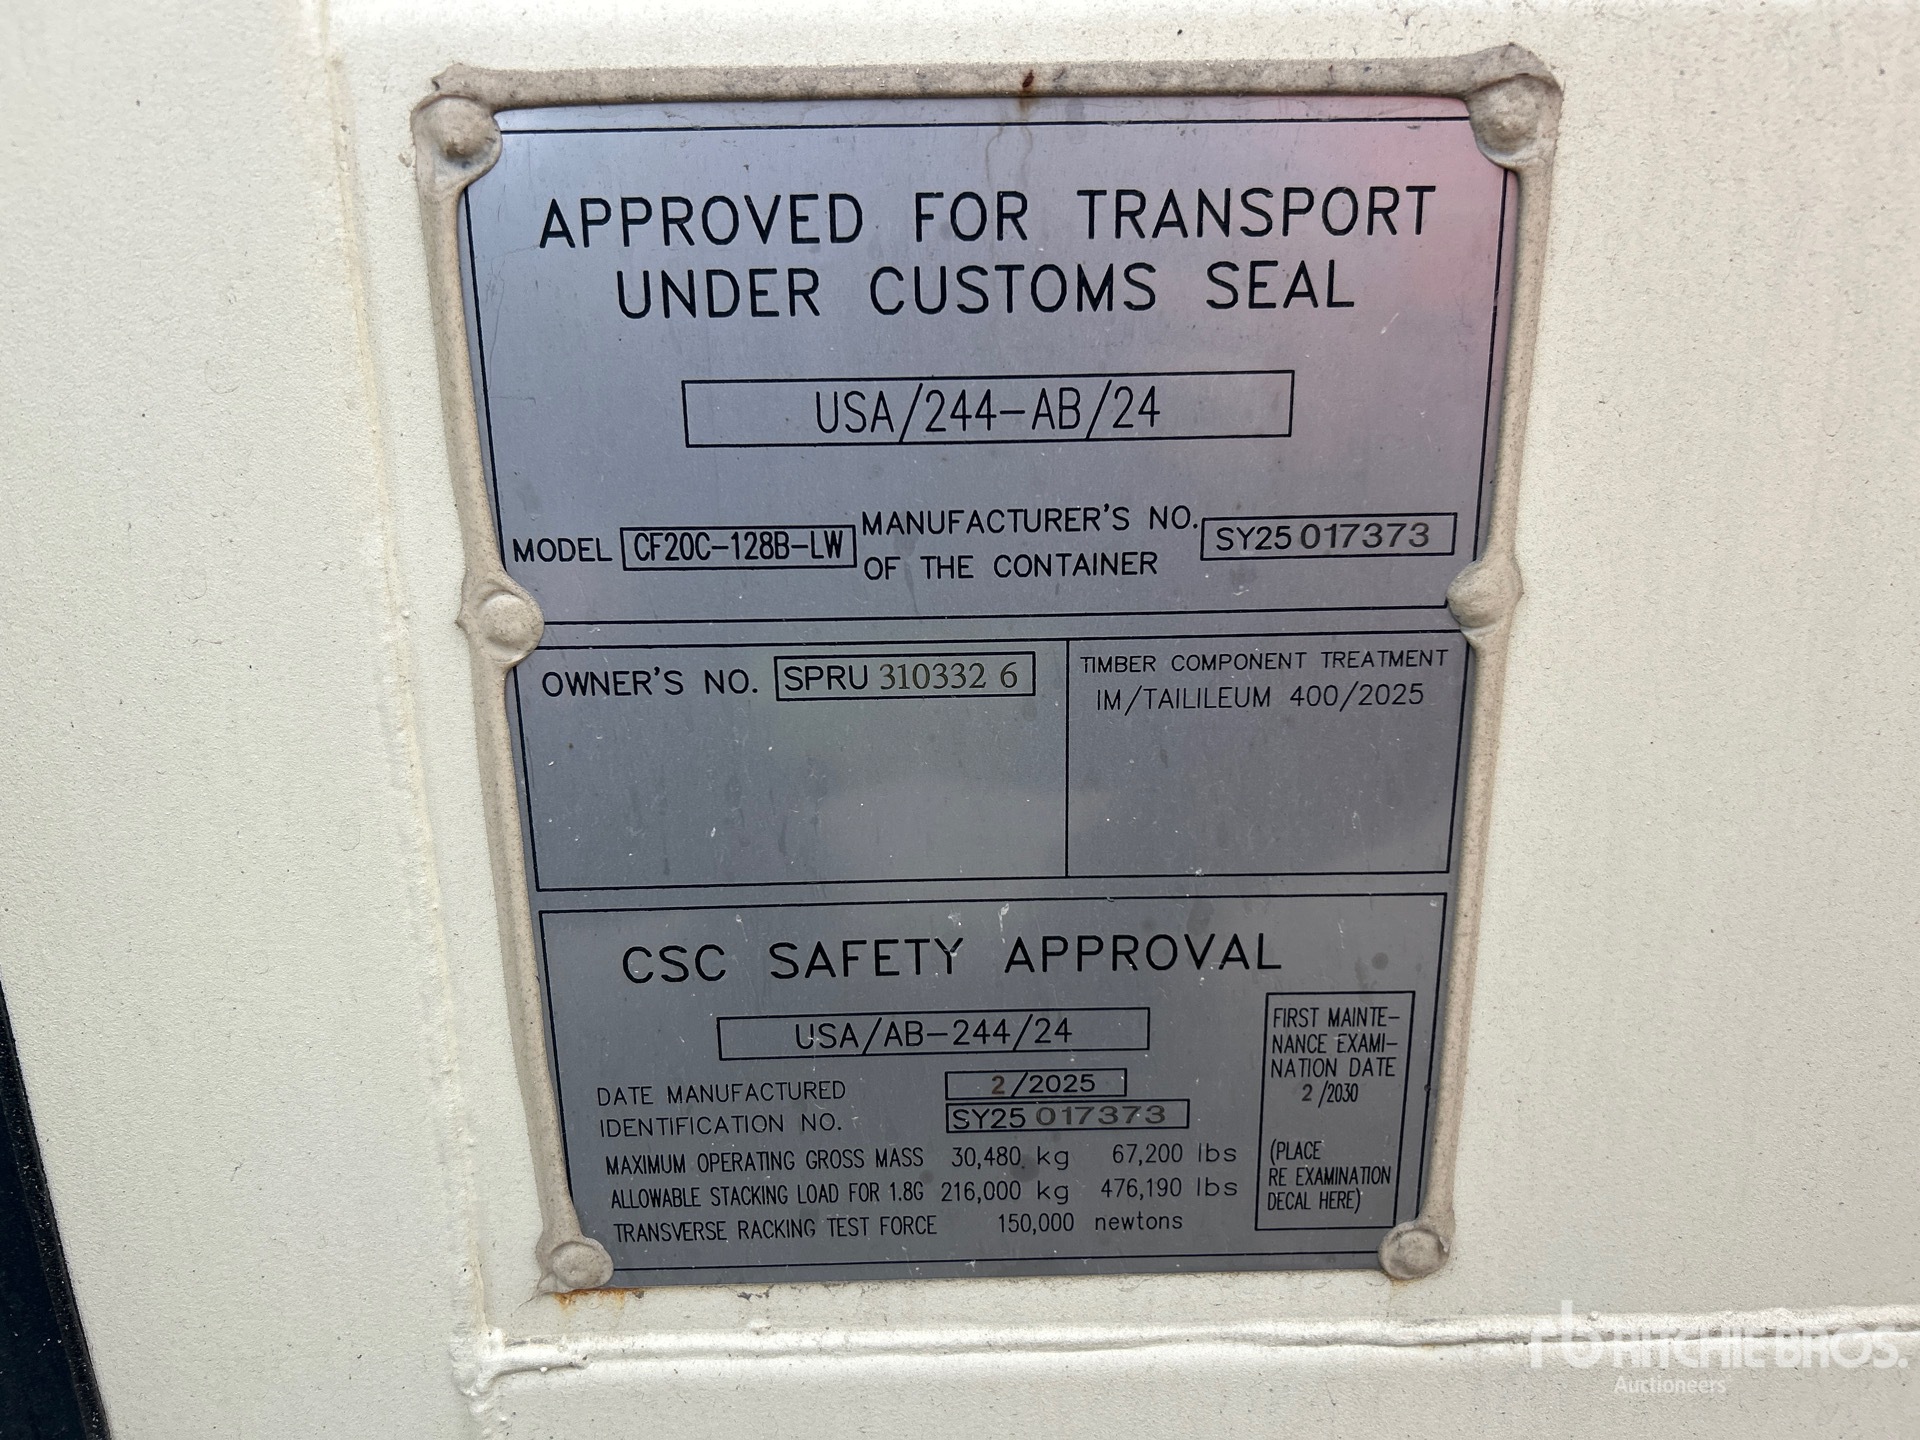 APPROVED FOR TRANSPORT
UNDER CUSTOMS SEAL
USA/244-AB/24
MODEL CF20C-128B-LW MANUFACTURER'S NO.
OF THE CONTAINER SY25 017373
OWNER'S NO. SPRU 310332 6
TIMBER COMPONENT TREATMENT
IM/TAILILEUM 400/2025
CSC SAFETY APPROVAL
USA/AB-244/24
DATE MANUFACTURED 2/2025
IDENTIFICATION NO. SY25 017373
MAXIMUM OPERATING GROSS MASS 30,480 kg 67,200 lbs
ALLOWABLE STACKING LOAD FOR 1.8G 216,000 kg 476,190 lbs
TRANSVERSE RACKING TEST FORCE 150,000 newtons
FIRST MAINTE-
NANCE EXAMI-
NATION DATE
2 /2030
(PLACE
RE EXAMINATION
DECAL HERE)
rb RITCHIE BROS.
Auctioneers